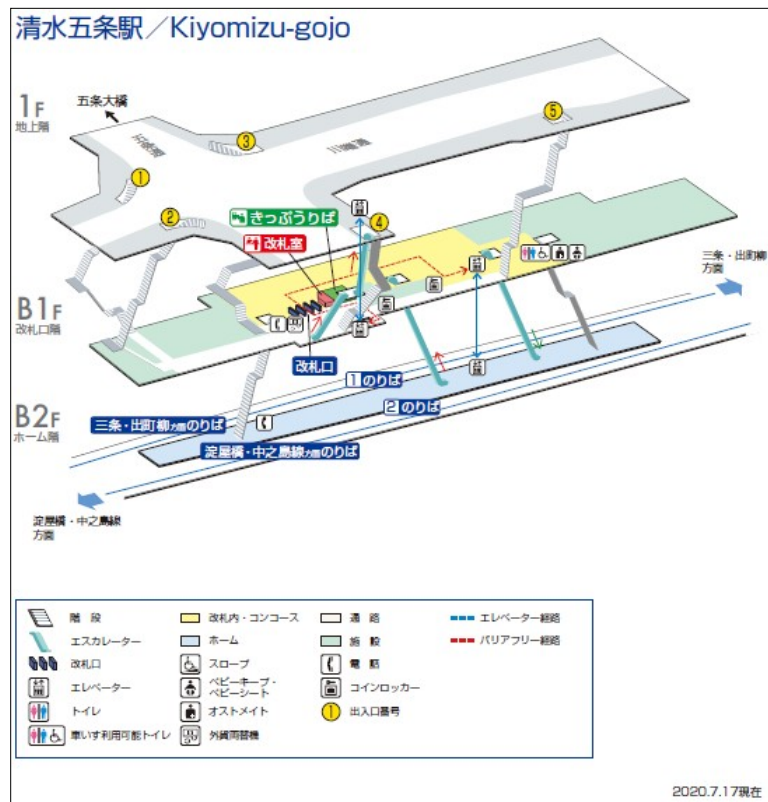 清水五条駅／Kiyomizu-gojo
1F
地上階
五条大橋
五条通
川端通
1
2
3
4
5
きっぷうりば
改札室
三条・出町柳
方面
B1F
改札口階
改札口
1 のりば
2 のりば
B2F
ホーム階
三条・出町柳方面のりば
淀屋橋・中之島線方面のりば
淀屋橋・中之島線
方面
階 段
改札内・コンコース
通 路
エレベーター経路
エスカレーター
ホーム
施 設
バリアフリー経路
改札口
スロープ
電 話
エレベーター
ベビーキープ・
ベビーシート
コインロッカー
トイレ
オストメイト
1
出入口番号
車いす利用可能トイレ
外貨両替機
2020.7.17現在